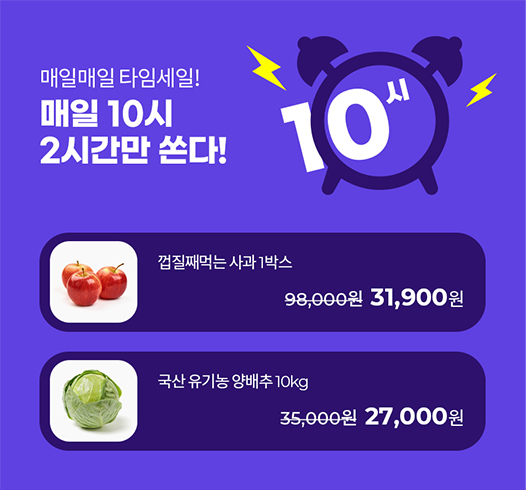 매일매일 타임세일!
매일 10시
2시간만 쏜다!
10시
껍질째먹는 사과 1박스
98,000원 31,900원
국산 유기농 양배추 10kg
35,000원 27,000원